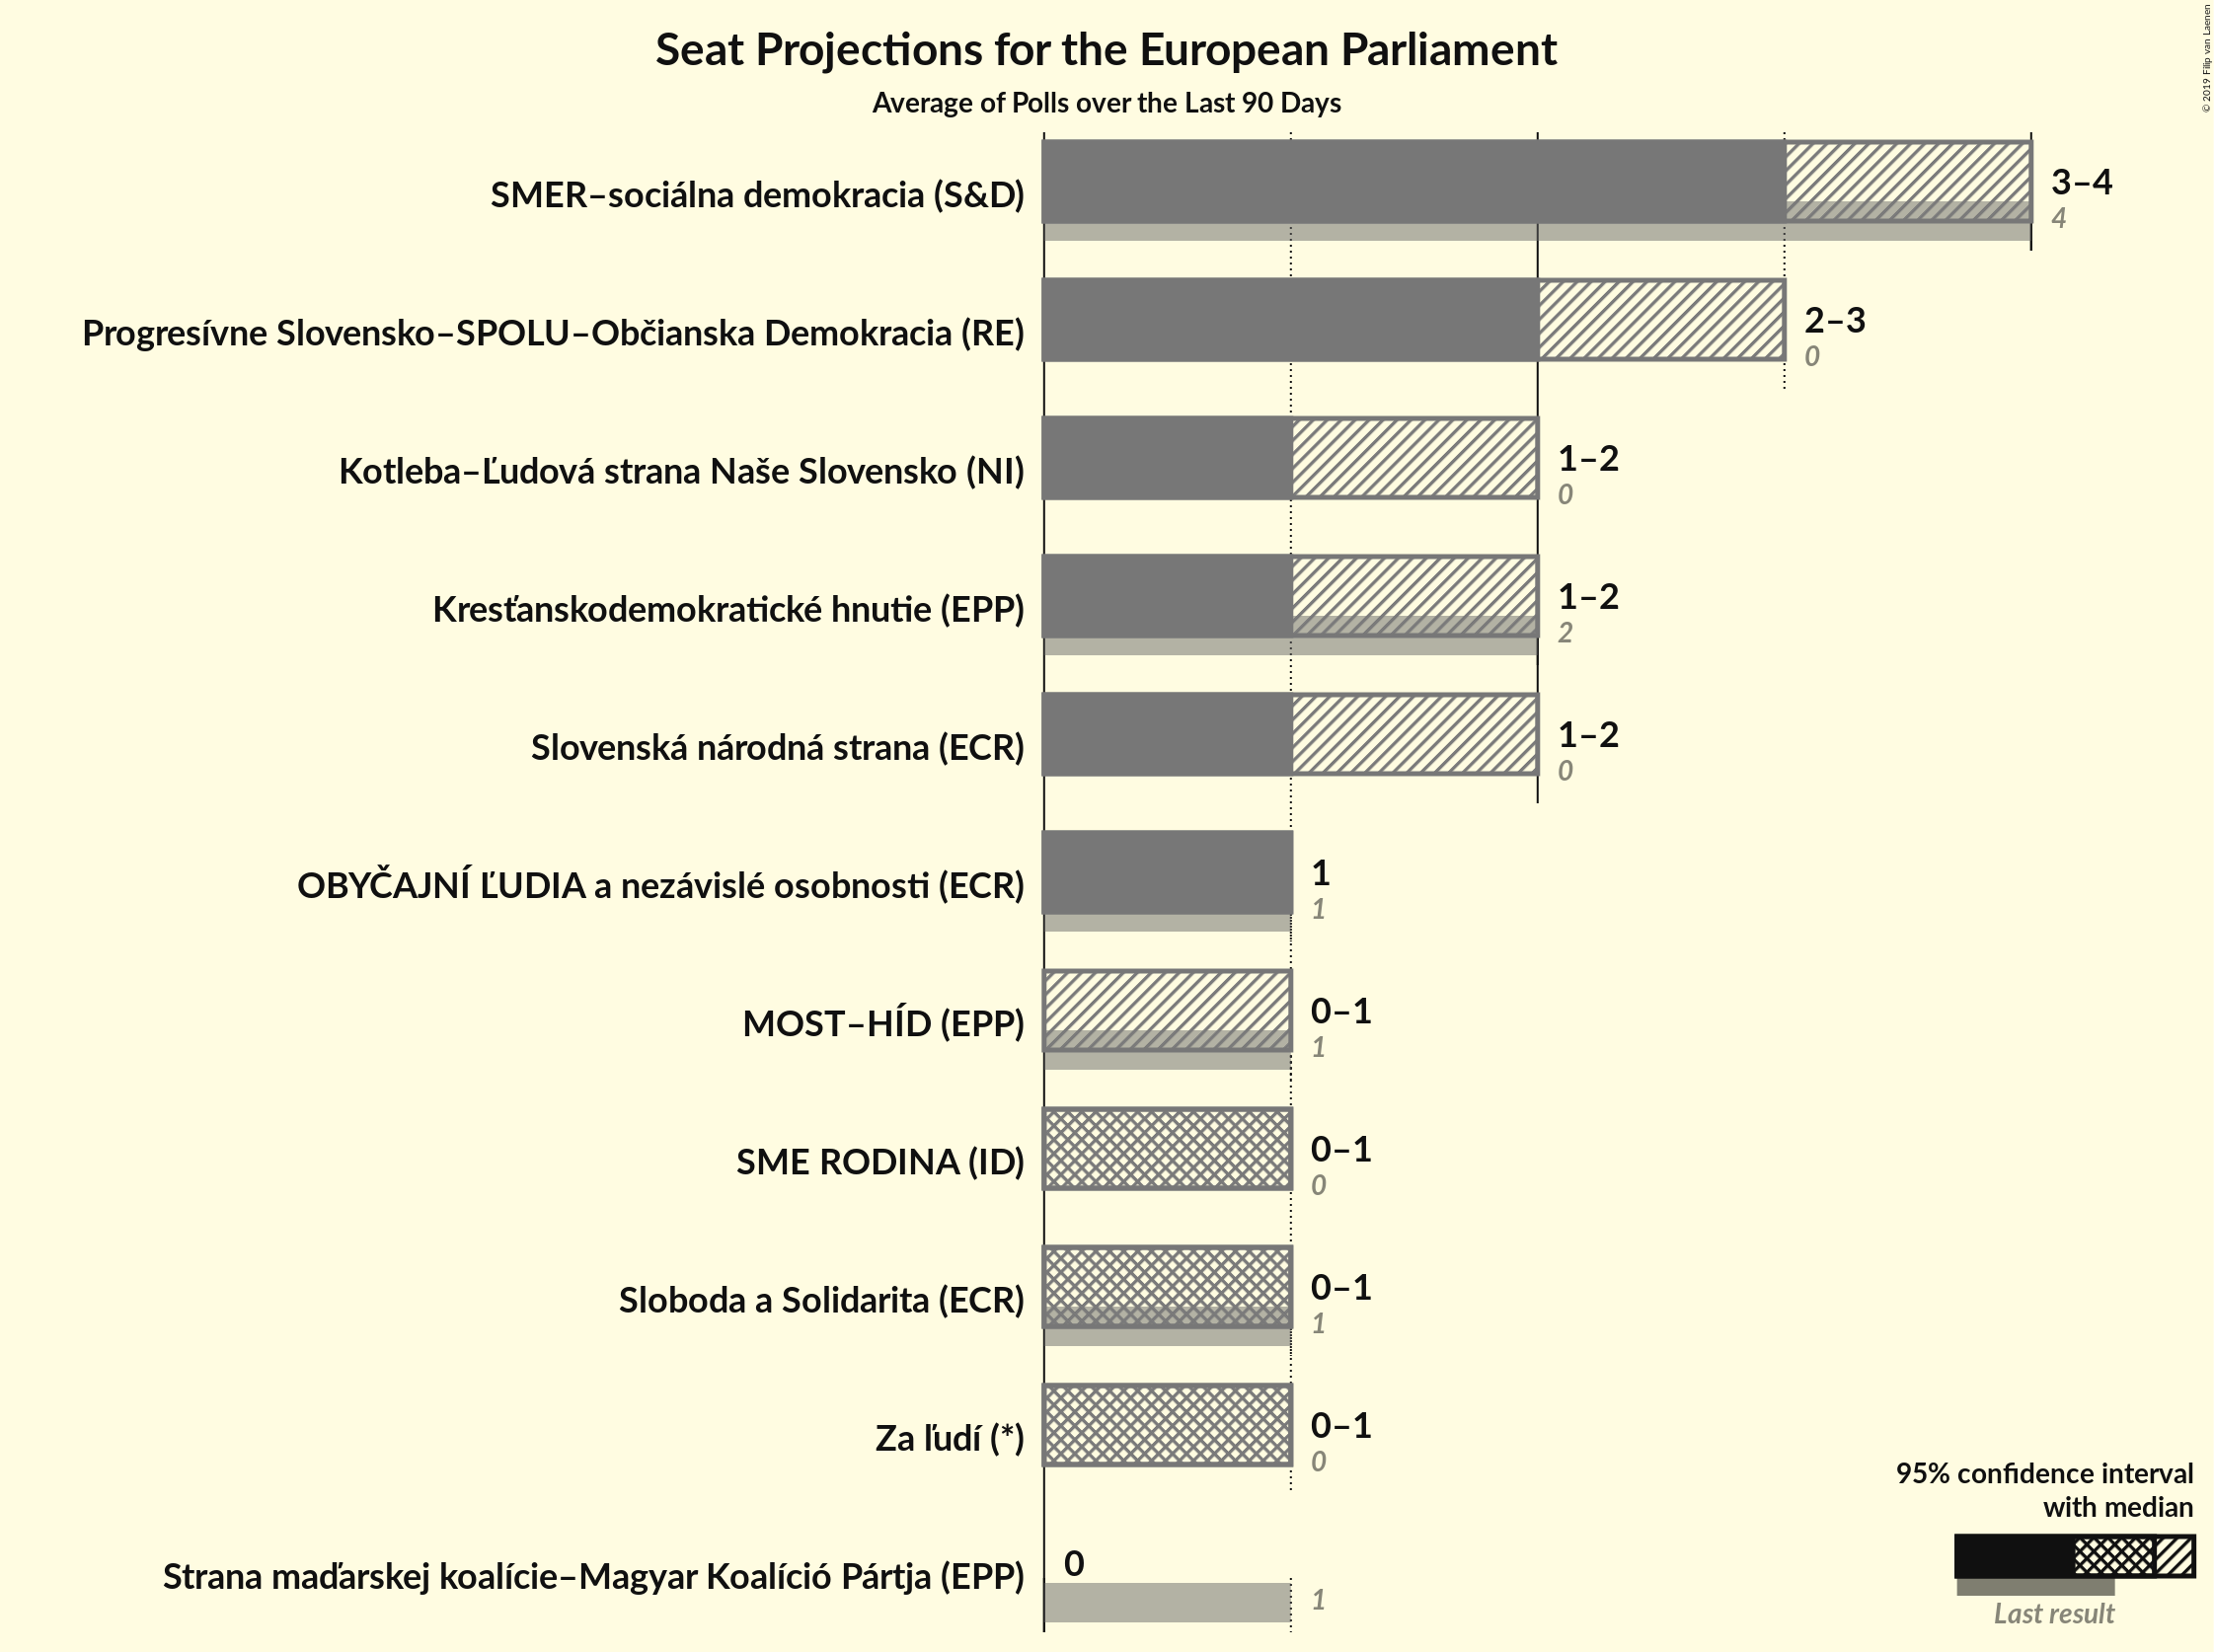 Seat Projections for the European Parliament
Average of Polls over the Last 90 Days
© 2019 Filip van Laenen
SMER–sociálna demokracia (S&D)
3–4
4
Progresívne Slovensko–SPOLU–Občianska Demokracia (RE)
2–3
0
Kotleba–Ľudová strana Naše Slovensko (NI)
1–2
0
Kresťanskodemokratické hnutie (EPP)
1–2
2
Slovenská národná strana (ECR)
1–2
0
OBYČAJNÍ ĽUDIA a nezávislé osobnosti (ECR)
1
1
MOST–HÍD (EPP)
0–1
1
SME RODINA (ID)
0–1
0
Sloboda a Solidarita (ECR)
0–1
1
Za ľudí (*)
0–1
0
Strana maďarskej koalície–Magyar Koalíció Pártja (EPP)
0
1
95% confidence interval
with median
Last result